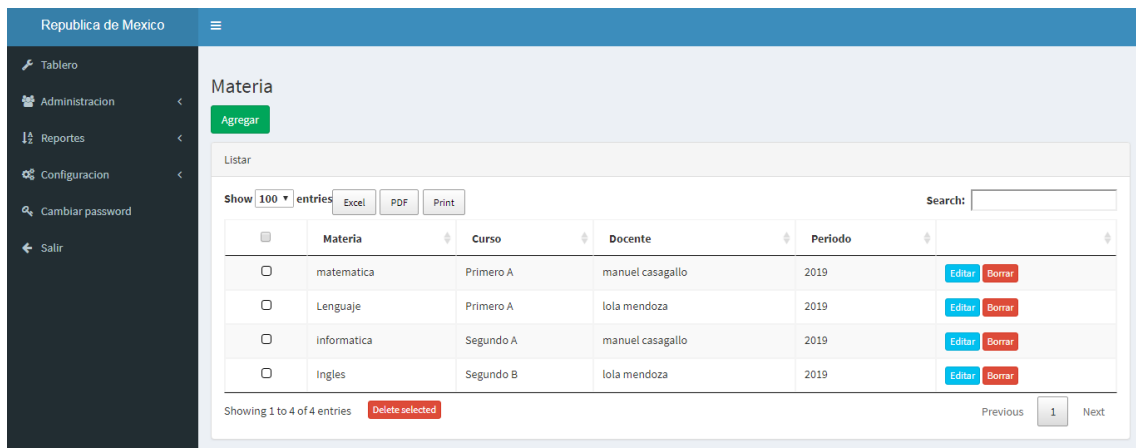 Republica de Mexico
Tablero
Administracion
Reportes
Configuracion
Cambiar password
Salir
Materia
Agregar
Listar
Show 100 entries Excel PDF Print Search:
Materia Curso Docente Periodo
matematica Primero A manuel casagallo 2019 Editar Borrar
Lenguaje Primero A lola mendoza 2019 Editar Borrar
informatica Segundo A manuel casagallo 2019 Editar Borrar
Ingles Segundo B lola mendoza 2019 Editar Borrar
Showing 1 to 4 of 4 entries Delete selected Previous 1 Next